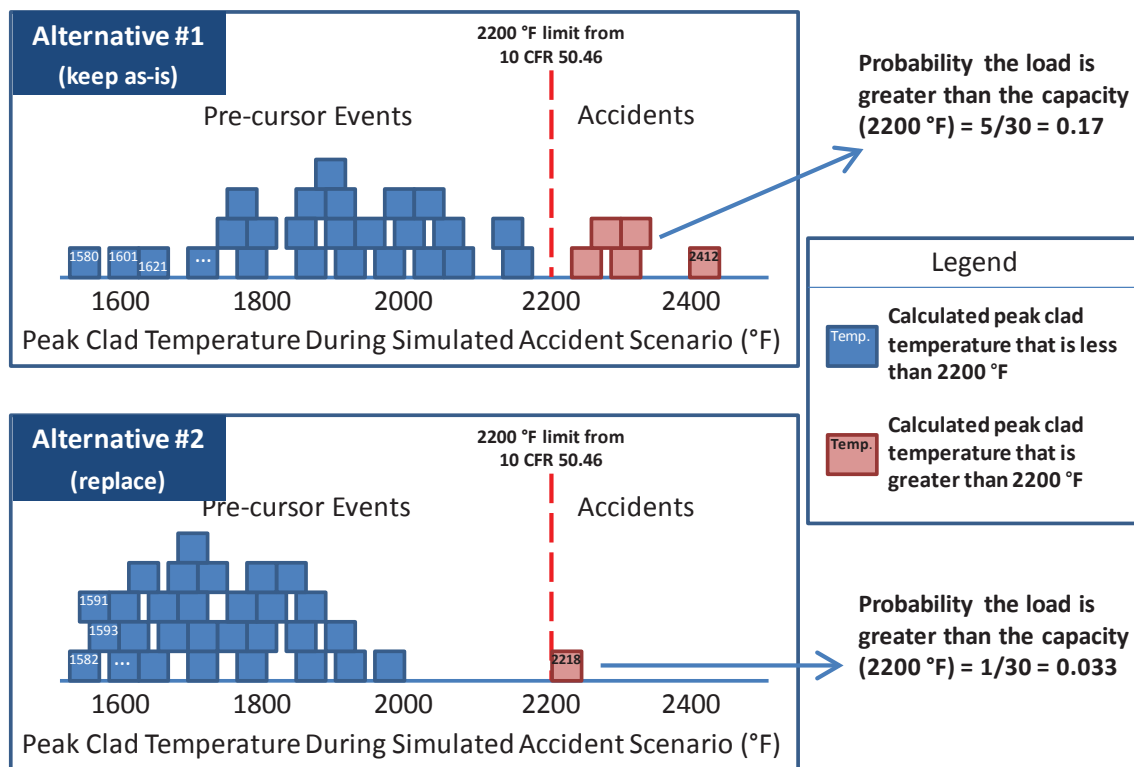 Alternative #1
(keep as-is)
2200 °F limit from
10 CFR 50.46
Pre-cursor Events
Accidents
1580
1601
1621
...
2412
1600
1800
2000
2200
2400
Peak Clad Temperature During Simulated Accident Scenario (°F)
Probability the load is
greater than the capacity
(2200 °F) = 5/30 = 0.17
Legend
Temp.
Calculated peak clad
temperature that is less
than 2200 °F
Temp.
Calculated peak clad
temperature that is
greater than 2200 °F
Alternative #2
(replace)
2200 °F limit from
10 CFR 50.46
Pre-cursor Events
Accidents
1591
1593
1582
...
2218
1600
1800
2000
2200
2400
Peak Clad Temperature During Simulated Accident Scenario (°F)
Probability the load is
greater than the capacity
(2200 °F) = 1/30 = 0.033